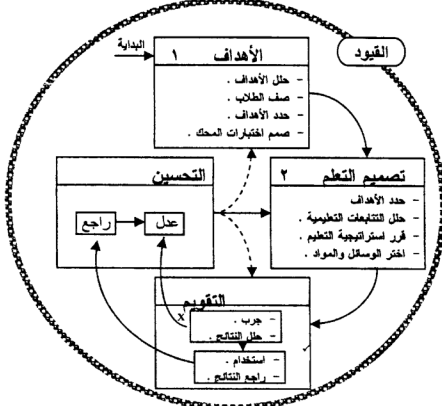 البداية
الأهداف ١
- حلل الأهداف .
- صف الطلاب .
- حدد الأهداف .
- صمم اختبارات المحك .
القيود
تصميم التعلم ٢
- حدد الأهداف
- حلل التتابعات التعليمية .
- قرر استراتيجية التعليم .
- اختر الوسائل والمواد .
التحسين
راجع
عدل
التقويم
x
- جرب .
- حلل النتائج .
- استخدام .
- راجع النتائج .